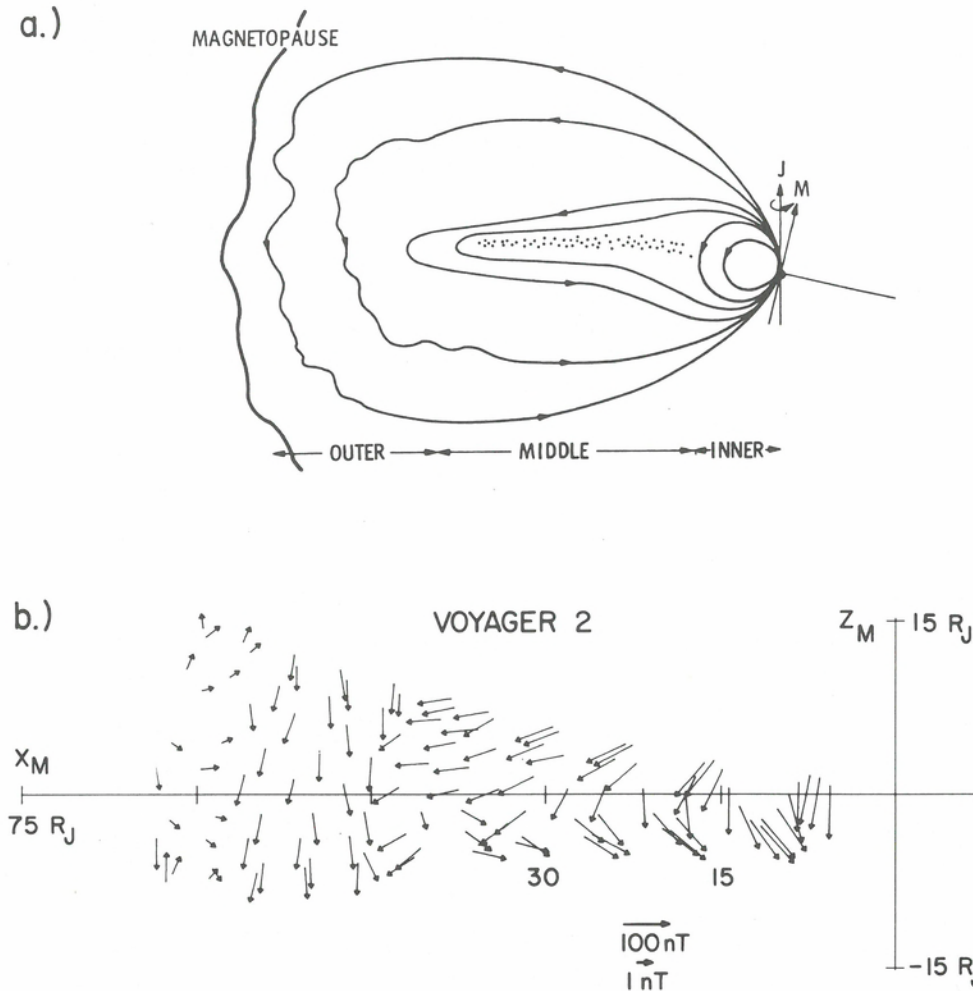 a.)
MAGNETOPAUSE
J
M
OUTER MIDDLE INNER
b.)
VOYAGER 2
Z_M 15 R_J
X_M
75 R_J
30 15
100 nT
1 nT
-15 R_J